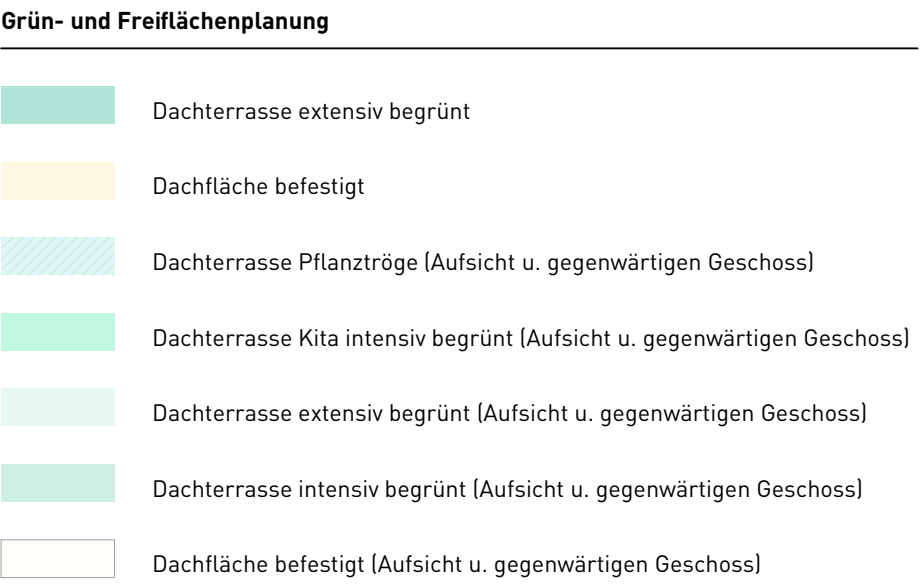 Grün- und Freiflächenplanung
Dachterrasse extensiv begrünt
Dachfläche befestigt
Dachterrasse Pflanztröge (Aufsicht u. gegenwärtigen Geschoss)
Dachterrasse Kita intensiv begrünt (Aufsicht u. gegenwärtigen Geschoss)
Dachterrasse extensiv begrünt (Aufsicht u. gegenwärtigen Geschoss)
Dachterrasse intensiv begrünt (Aufsicht u. gegenwärtigen Geschoss)
Dachfläche befestigt (Aufsicht u. gegenwärtigen Geschoss)